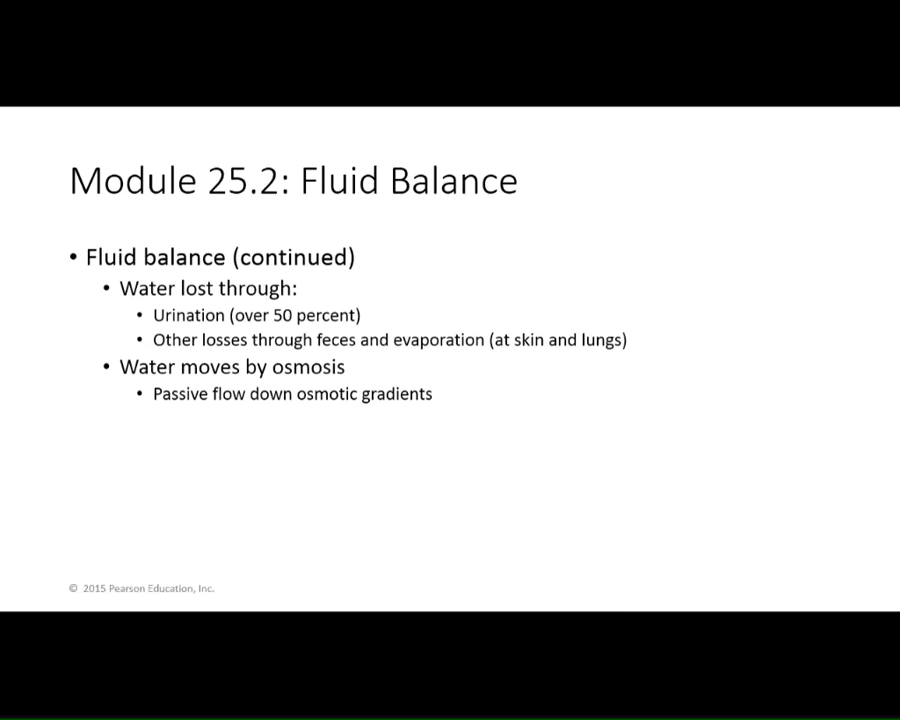 Module 25.2: Fluid Balance
• Fluid balance (continued)
• Water lost through:
• Urination (over 50 percent)
• Other losses through feces and evaporation (at skin and lungs)
• Water moves by osmosis
• Passive flow down osmotic gradients
© 2015 Pearson Education, Inc.